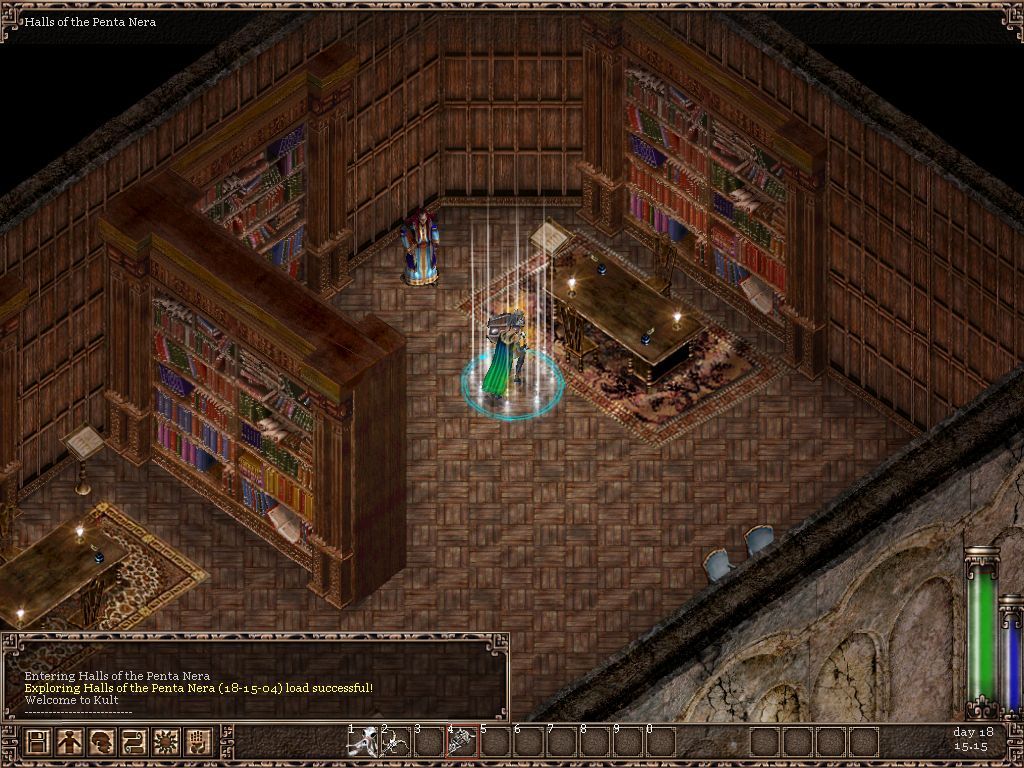 Halls of the Penta Nera
Entering Halls of the Penta Nera
Exploring Halls of the Penta Nera (18-15-04) load successful!
Welcome to Kult
---------------------------
1 2 3 4 5 6 7 8 9 0
day 18
15.15